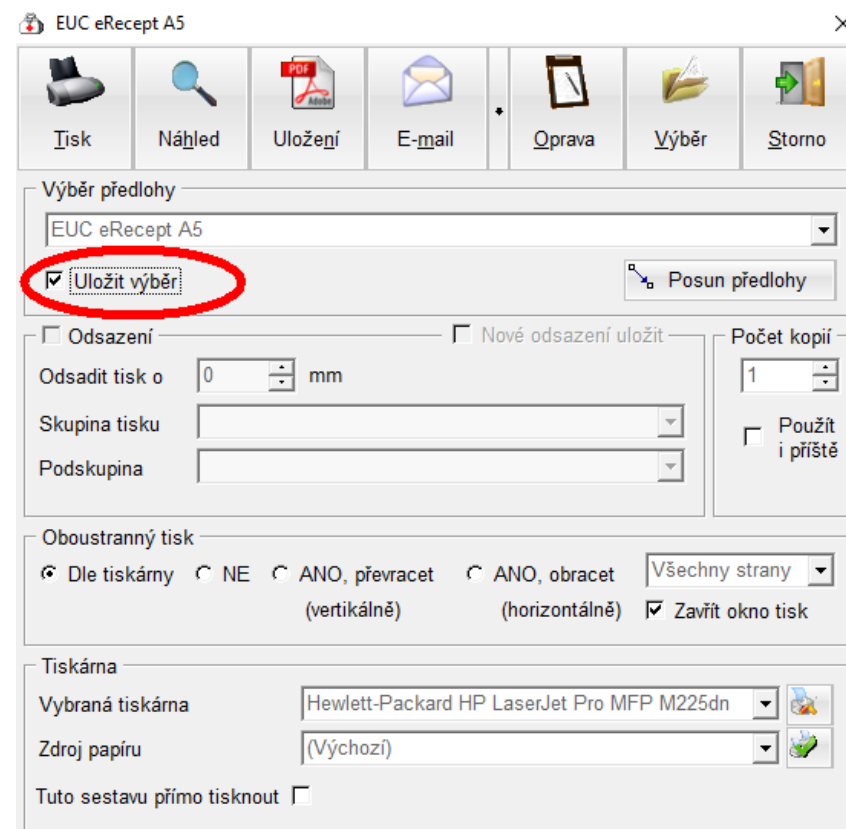 EUC eRecept A5
PDF
Adobe
Tisk Náhled Uložení E-mail Oprava Výběr Storno
Výběr předlohy
EUC eRecept A5
Uložit výběr Posun předlohy
Odsazení Nové odsazení uložit Počet kopií
Odsadit tisk o 0 mm 1
Skupina tisku Použít
i příště
Podskupina
Oboustranný tisk
Dle tiskárny NE ANO, převracet ANO, obracet Všechny strany
(vertikálně) (horizontálně) Zavřít okno tisk
Tiskárna
Vybraná tiskárna Hewlett-Packard HP LaserJet Pro MFP M225dn
Zdroj papíru (Výchozí)
Tuto sestavu přímo tisknout